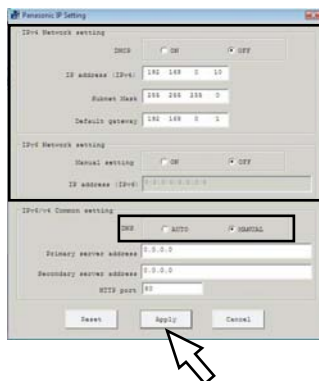 Panasonic IP Setting
IPv4 Network setting
DHCP ON OFF
IP address (IPv4) 192 168 0 10
Subnet Mask 255 255 255 0
Default gateway 192 168 0 1
IPv6 Network setting
Manual setting ON OFF
IP address (IPv6)
IPv6/v4 Common setting
DNS AUTO MANUAL
Primary server address 0.0.0.0
Secondary server address 0.0.0.0
HTTP port 80
Reset Apply Cancel